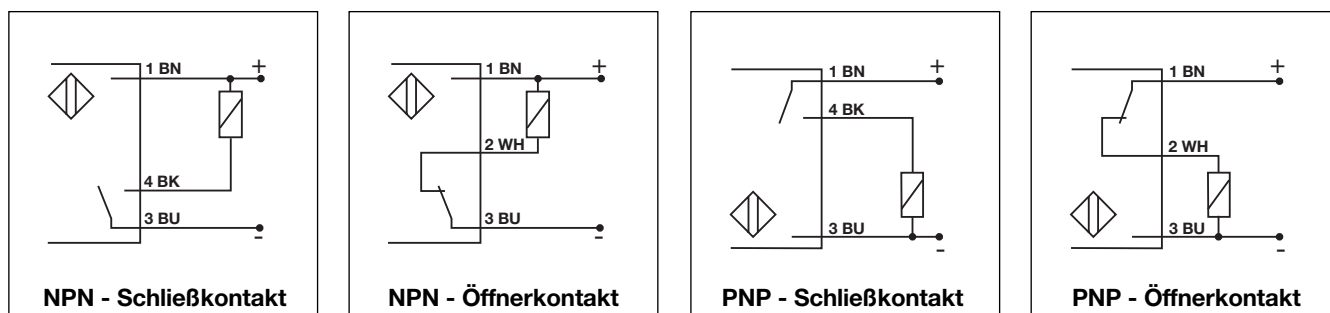 1 BN
+
4 BK
3 BU
-
NPN - Schließkontakt
1 BN
+
2 WH
3 BU
-
NPN - Öffnerkontakt
1 BN
+
4 BK
3 BU
-
PNP - Schließkontakt
1 BN
+
2 WH
3 BU
-
PNP - Öffnerkontakt